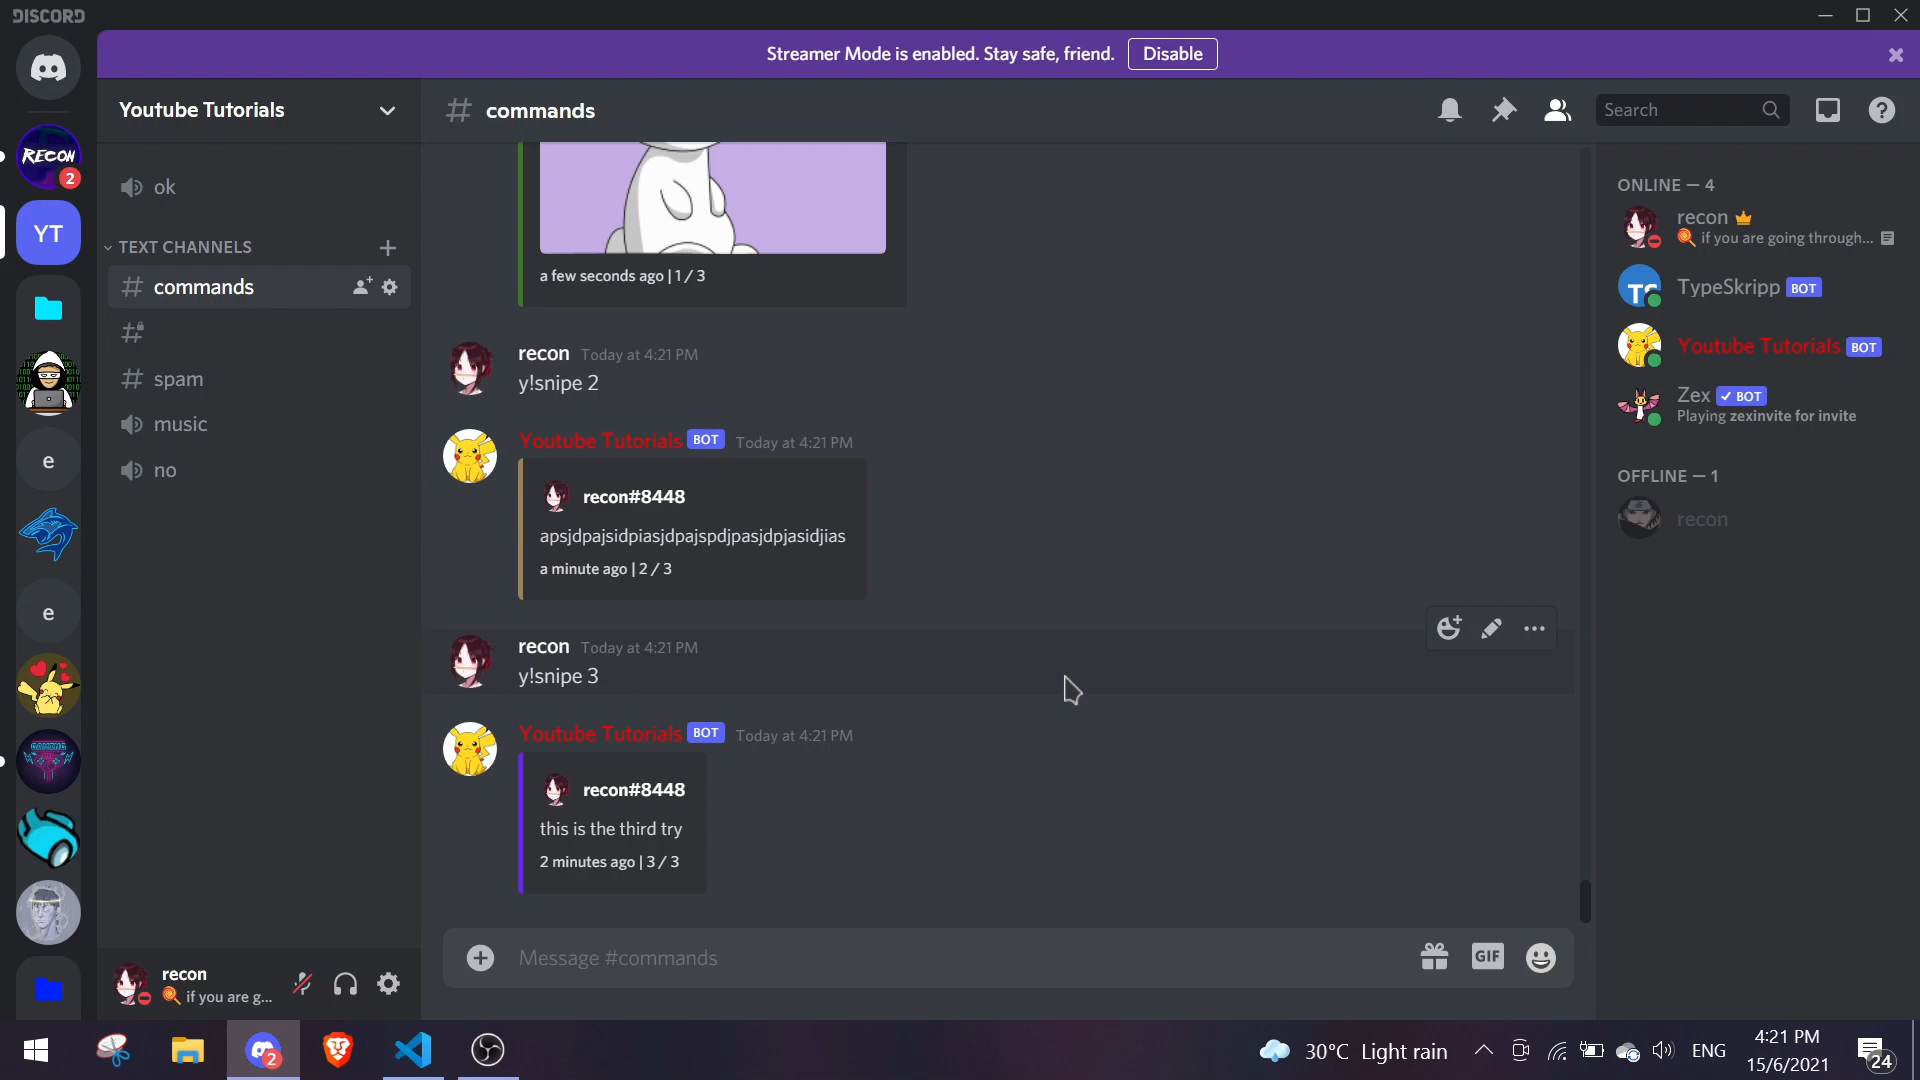 DISCORD
Streamer Mode is enabled. Stay safe, friend. Disable
Youtube Tutorials
commands
Search
RECON
2
YT
ok
TEXT CHANNELS
commands
spam
music
no
e
e
a few seconds ago | 1 / 3
recon Today at 4:21 PM
y!snipe 2
Youtube Tutorials BOT Today at 4:21 PM
recon#8448
apsjdpajsidpiasjdpajspdjpasjdpjasidjias
a minute ago | 2 / 3
recon Today at 4:21 PM
y!snipe 3
Youtube Tutorials BOT Today at 4:21 PM
recon#8448
this is the third try
2 minutes ago | 3 / 3
Message #commands
GIF
ONLINE — 4
recon
if you are going through...
TS
TypeSkripp BOT
Youtube Tutorials BOT
Zex BOT
Playing zexinvite for invite
OFFLINE — 1
recon
recon
if you are g...
2
30°C Light rain
ENG
4:21 PM
15/6/2021
24